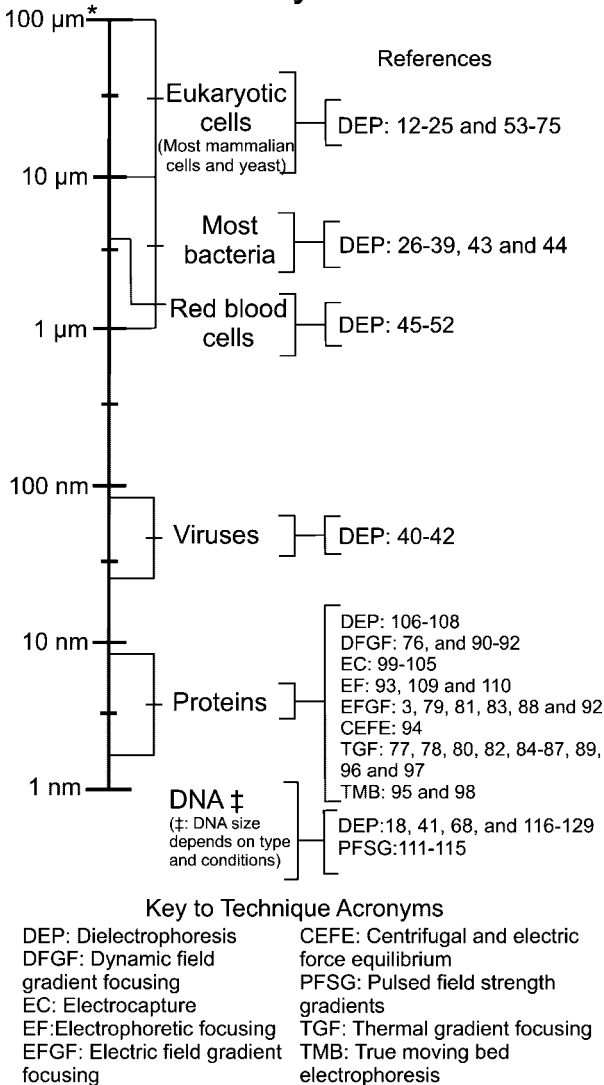 100 µm*
References
Eukaryotic
cells
(Most mammalian
cells and yeast)
DEP: 12-25 and 53-75
10 µm
Most
bacteria
DEP: 26-39, 43 and 44
Red blood
cells
DEP: 45-52
1 µm
100 nm
Viruses
DEP: 40-42
10 nm
Proteins
DEP: 106-108
DFGF: 76, and 90-92
EC: 99-105
EF: 93, 109 and 110
EFGF: 3, 79, 81, 83, 88 and 92
CEFE: 94
TGF: 77, 78, 80, 82, 84-87, 89,
96 and 97
TMB: 95 and 98
1 nm
DNA ‡
(‡: DNA size
depends on type
and conditions)
DEP:18, 41, 68, and 116-129
PFSG:111-115
Key to Technique Acronyms
DEP: Dielectrophoresis
DFGF: Dynamic field
gradient focusing
EC: Electrocapture
EF:Electrophoretic focusing
EFGF: Electric field gradient
focusing
CEFE: Centrifugal and electric
force equilibrium
PFSG: Pulsed field strength
gradients
TGF: Thermal gradient focusing
TMB: True moving bed
electrophoresis